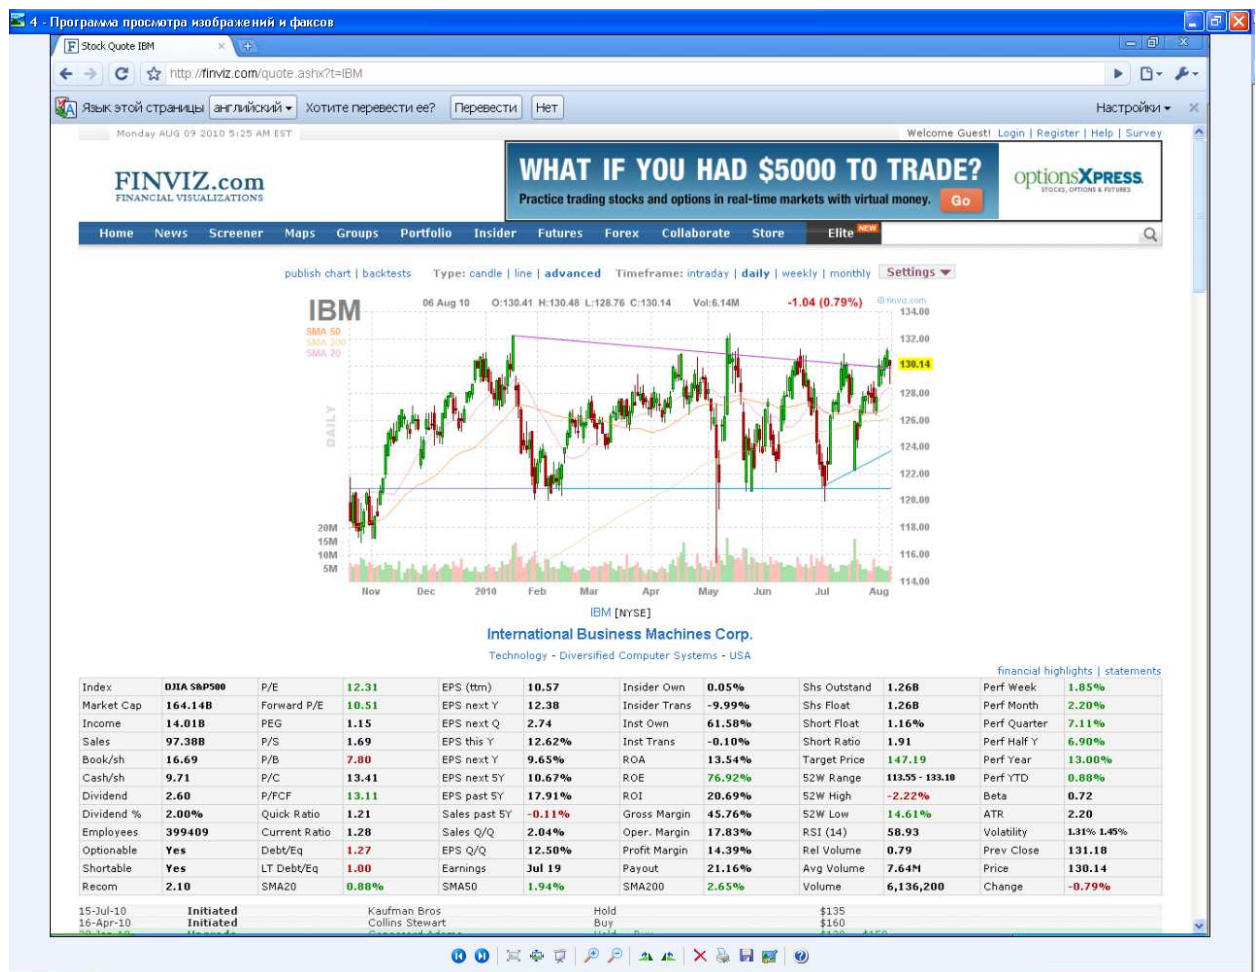 4 - Программа просмотра изображений и факсов
Stock Quote IBM
http://finviz.com/quote.ashx?t=IBM
Язык этой страницы английский Хотите перевести ее? Перевести Нет Настройки
Monday AUG 09 2010 5:25 AM EST Welcome Guest! Login | Register | Help | Survey
FINVIZ.com
FINANCIAL VISUALIZATIONS
WHAT IF YOU HAD $5000 TO TRADE?
Practice trading stocks and options in real-time markets with virtual money. Go
optionsXPRESS
STOCKS, OPTIONS & FUTURES
Home News Screener Maps Groups Portfolio Insider Futures Forex Collaborate Store Elite NEW
publish chart | backtests Type: candle | line | advanced Timeframe: intraday | daily | weekly | monthly Settings
IBM 06 Aug 10 O:130.41 H:130.48 L:128.76 C:130.14 Vol:6.14M -1.04 (0.79%) © finviz.com
SMA 50
SMA 200
SMA 20
DAILY
134.00
132.00
130.14
128.00
126.00
124.00
122.00
120.00
118.00
116.00
114.00
20M
15M
10M
5M
Nov Dec 2010 Feb Mar Apr May Jun Jul Aug
IBM [NYSE]
International Business Machines Corp.
Technology - Diversified Computer Systems - USA
financial highlights | statements
Index DJIA S&P500 P/E 12.31 EPS (ttm) 10.57 Insider Own 0.05% Shs Outstand 1.26B Perf Week 1.85%
Market Cap 164.14B Forward P/E 10.51 EPS next Y 12.38 Insider Trans -9.99% Shs Float 1.26B Perf Month 2.20%
Income 14.01B PEG 1.15 EPS next Q 2.74 Inst Own 61.58% Short Float 1.16% Perf Quarter 7.11%
Sales 97.38B P/S 1.69 EPS this Y 12.62% Inst Trans -0.10% Short Ratio 1.91 Perf Half Y 6.90%
Book/sh 16.69 P/B 7.80 EPS next Y 9.65% ROA 13.54% Target Price 147.19 Perf Year 13.00%
Cash/sh 9.71 P/C 13.41 EPS next 5Y 10.67% ROE 76.92% 52W Range 113.55 - 133.10 Perf YTD 0.88%
Dividend 2.60 P/FCF 13.11 EPS past 5Y 17.91% ROI 20.69% 52W High -2.22% Beta 0.72
Dividend % 2.00% Quick Ratio 1.21 Sales past 5Y -0.11% Gross Margin 45.76% 52W Low 14.61% ATR 2.20
Employees 399409 Current Ratio 1.28 Sales Q/Q 2.04% Oper. Margin 17.83% RSI (14) 58.93 Volatility 1.31% 1.45%
Optionable Yes Debt/Eq 1.27 EPS Q/Q 12.50% Profit Margin 14.39% Rel Volume 0.79 Prev Close 131.18
Shortable Yes LT Debt/Eq 1.00 Earnings Jul 19 Payout 21.16% Avg Volume 7.64M Price 130.14
Recom 2.10 SMA20 0.88% SMA50 1.94% SMA200 2.65% Volume 6,136,200 Change -0.79%
15-Jul-10 Initiated Kaufman Bros Hold $135
16-Apr-10 Initiated Collins Stewart Buy $160